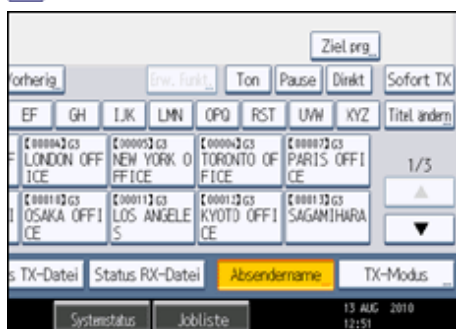 Ziel prg.
Vorherig. Erw. Funkt. Ton Pause Direkt Sofort TX
EF GH IJK LMN OPQ RST UVW XYZ Titel ändern
【00004】G3 【00005】G3 【00006】G3 【00007】G3
LONDON OFF NEW YORK O TORONTO OF PARIS OFFI 1/3
ICE FFICE FICE CE
【00010】G3 【00011】G3 【00012】G3 【00013】G3
OSAKA OFFI LOS ANGELE KYOTO OFFI SAGAMIHARA
CE S CE
s TX-Datei Status RX-Datei Absendername TX-Modus
Systemstatus Jobliste 13 AUG 2010
12:51